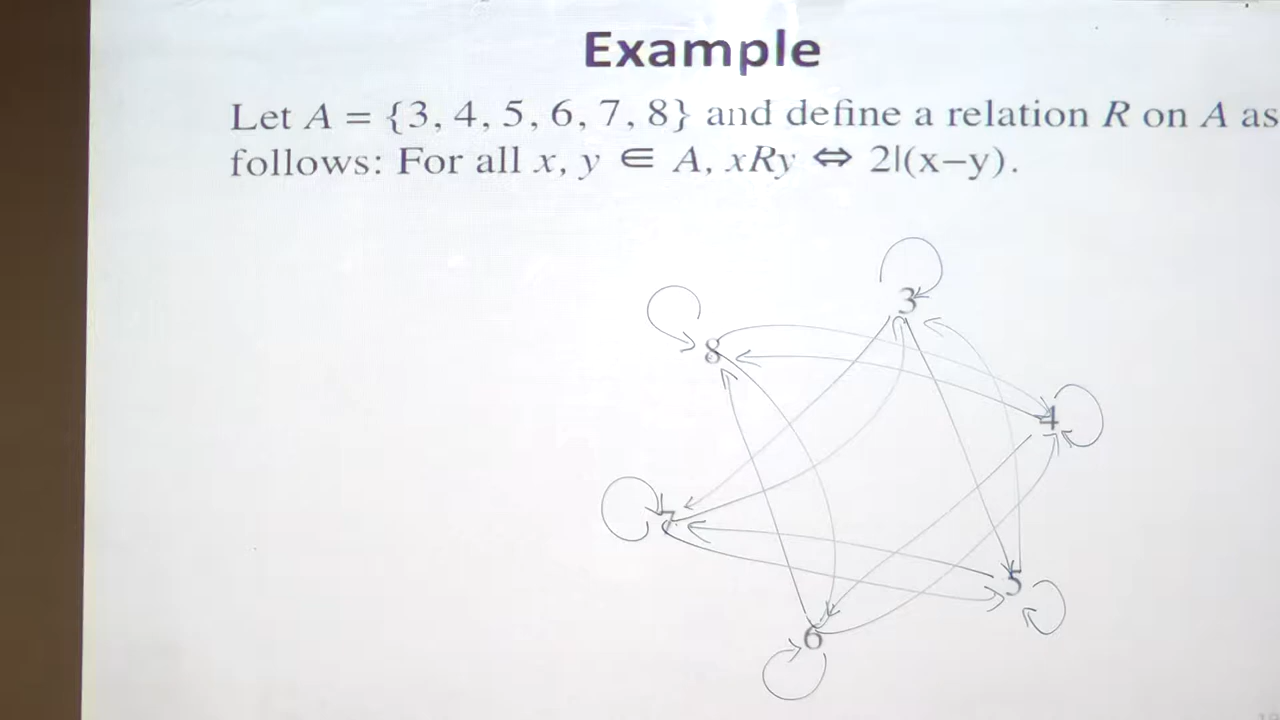 Example
Let A = {3, 4, 5, 6, 7, 8} and define a relation R on A as
follows: For all x, y ∈ A, xRy ⇔ 2|(x−y).
3
8
4
7
5
6